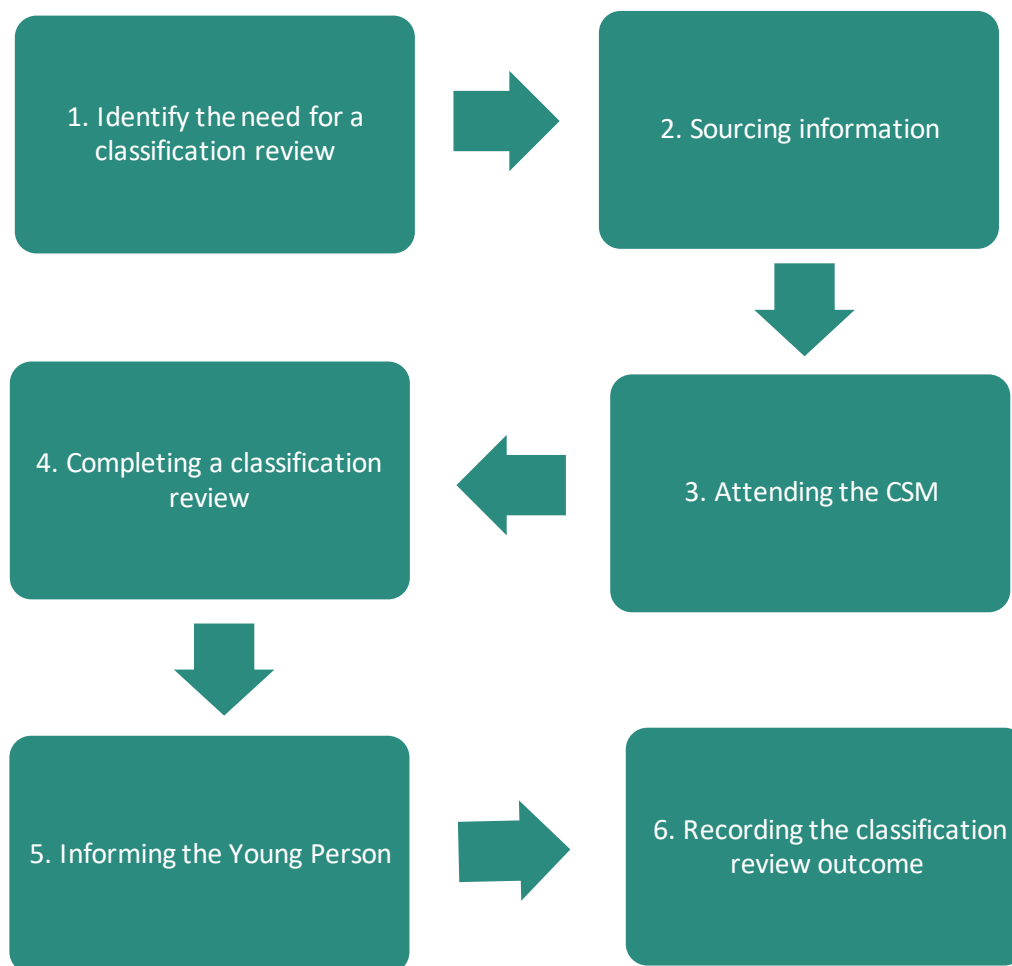 1. Identify the need for a
classification review
2. Sourcing information
3. Attending the CSM
4. Completing a classification
review
5. Informing the Young Person
6. Recording the classification
review outcome